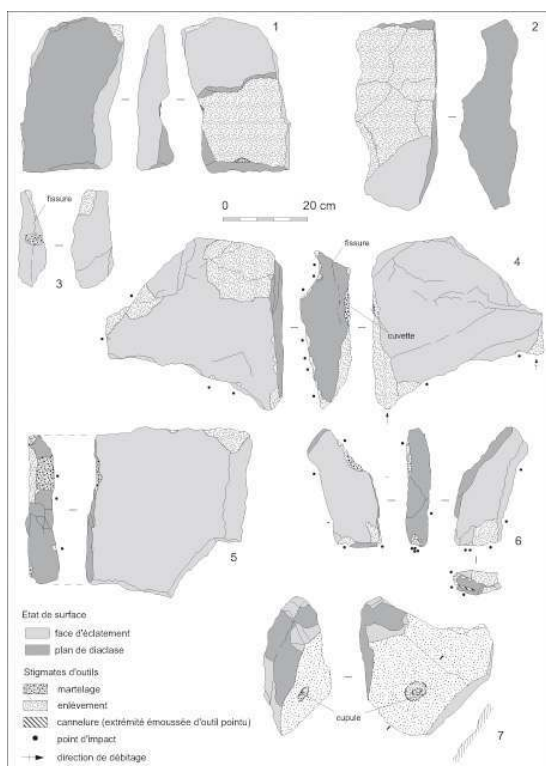 1
2
fissure
0 20 cm
3
fissure
4
cuvette
5
6
Etat de surface
face d'éclatement
plan de diaclase
Stigmates d'outils
martelage
enlèvement
cannelure (extrémité émoussée d'outil pointu)
point d'impact
direction de débitage
cupule
7